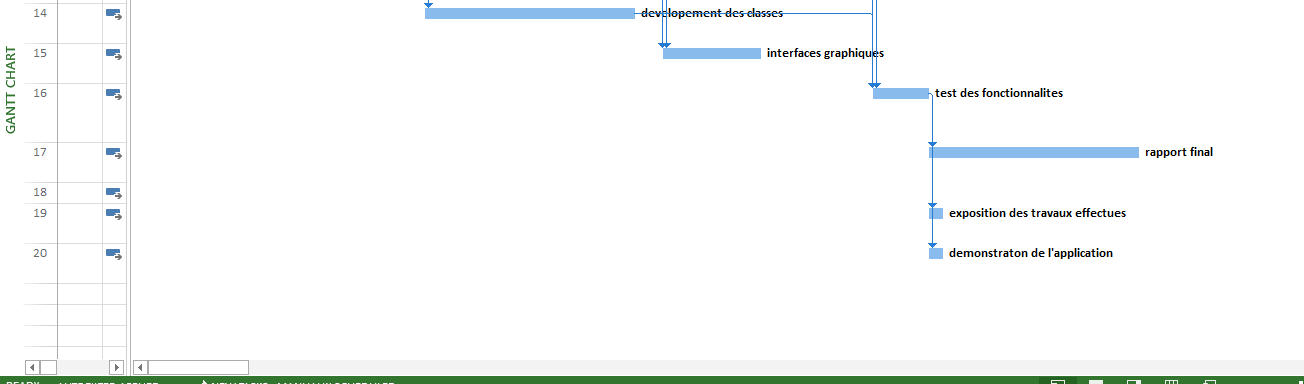 GANTT CHART
14 developement des classes
15 interfaces graphiques
16 test des fonctionnalites
17 rapport final
18
19 exposition des travaux effectues
20 demonstraton de l'application